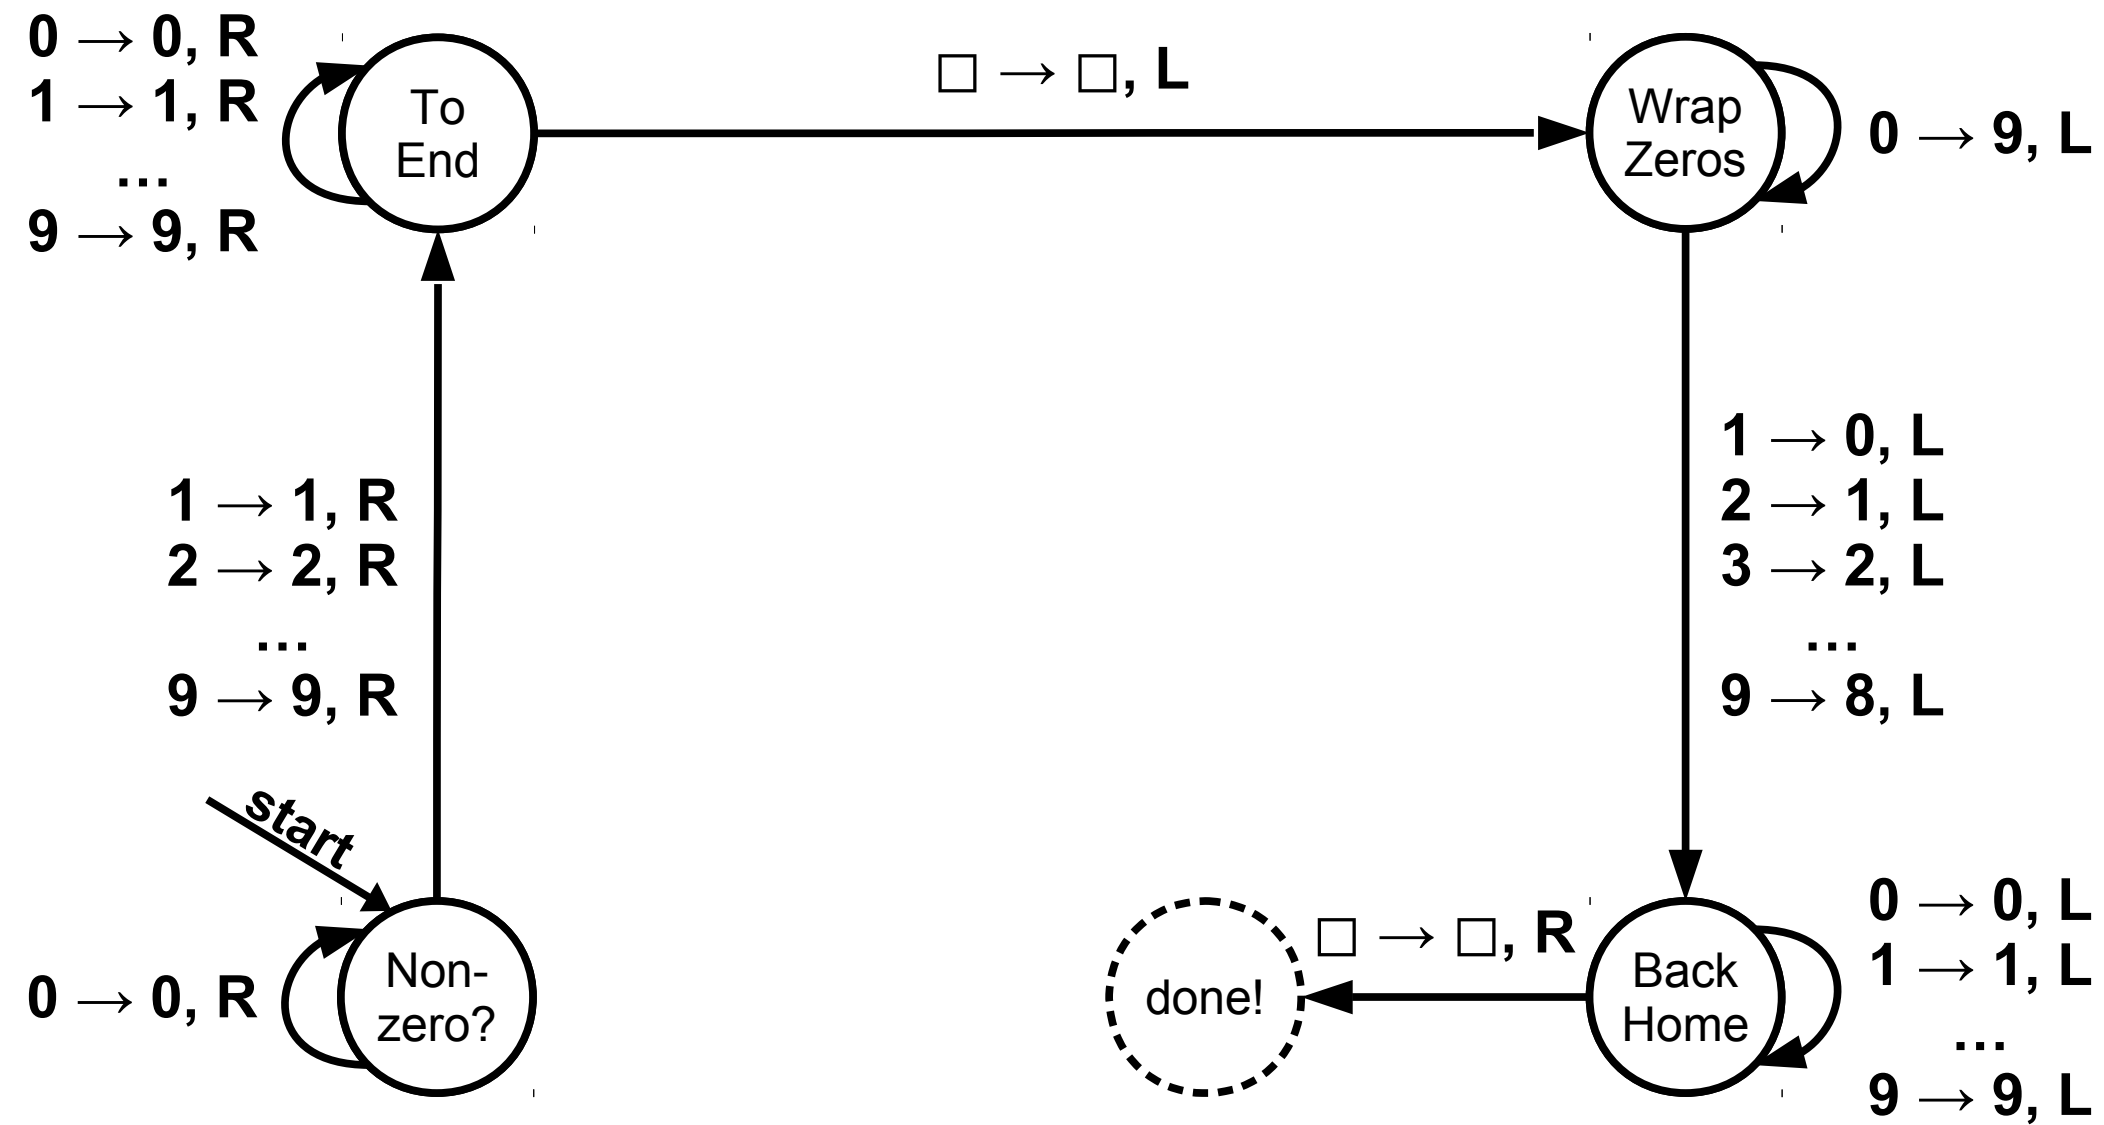 0 → 0, R
1 → 1, R
...
9 → 9, R
To
End
□ → □, L
Wrap
Zeros
0 → 9, L
1 → 1, R
2 → 2, R
...
9 → 9, R
1 → 0, L
2 → 1, L
3 → 2, L
...
9 → 8, L
start
Non-
zero?
0 → 0, R
done!
□ → □, R
Back
Home
0 → 0, L
1 → 1, L
...
9 → 9, L